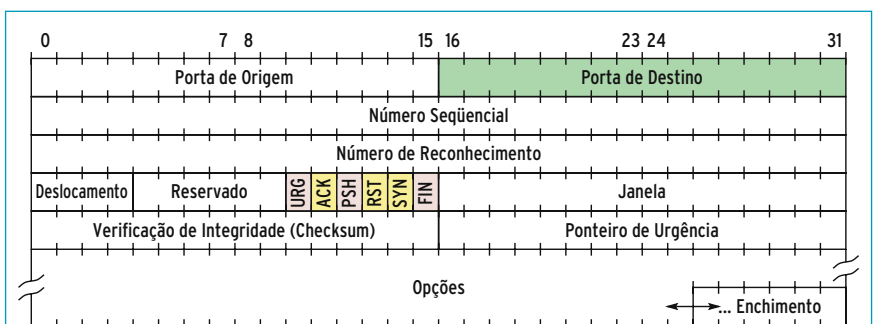 0 7 8 15 16 23 24 31
Porta de Origem Porta de Destino
Número Seqüencial
Número de Reconhecimento
Deslocamento Reservado URG ACK PSH RST SYN FIN Janela
Verificação de Integridade (Checksum) Ponteiro de Urgência
Opções
... Enchimento